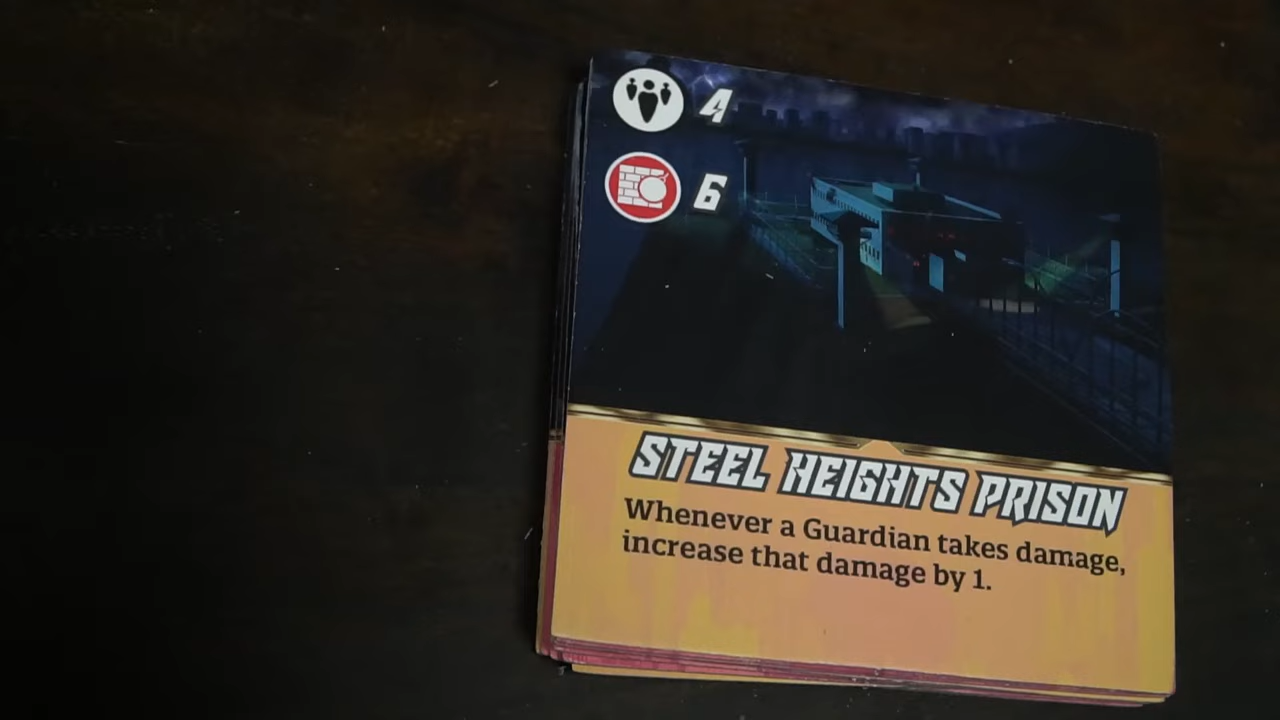 4
6
STEEL HEIGHTS PRISON
Whenever a Guardian takes damage,
increase that damage by 1.